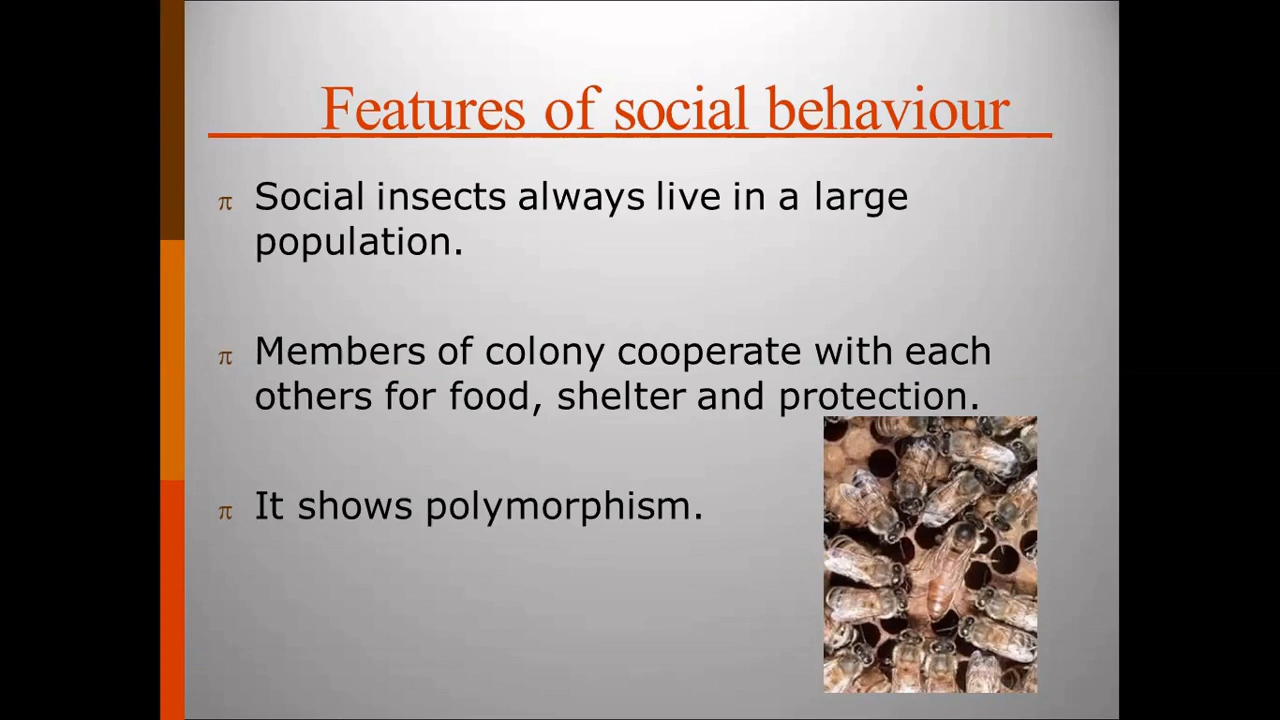 Features of social behaviour
π Social insects always live in a large
population.
π Members of colony cooperate with each
others for food, shelter and protection.
π It shows polymorphism.